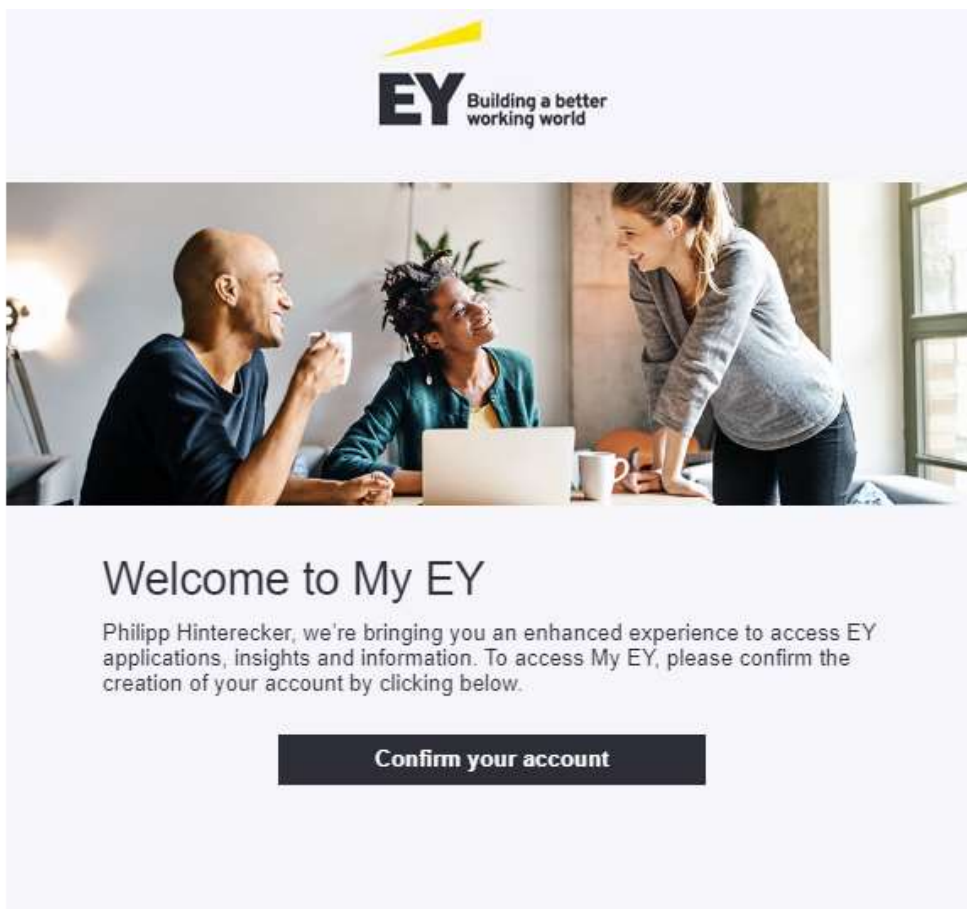 EY Building a better
working world
Welcome to My EY
Philipp Hinterecker, we're bringing you an enhanced experience to access EY
applications, insights and information. To access My EY, please confirm the
creation of your account by clicking below.
Confirm your account